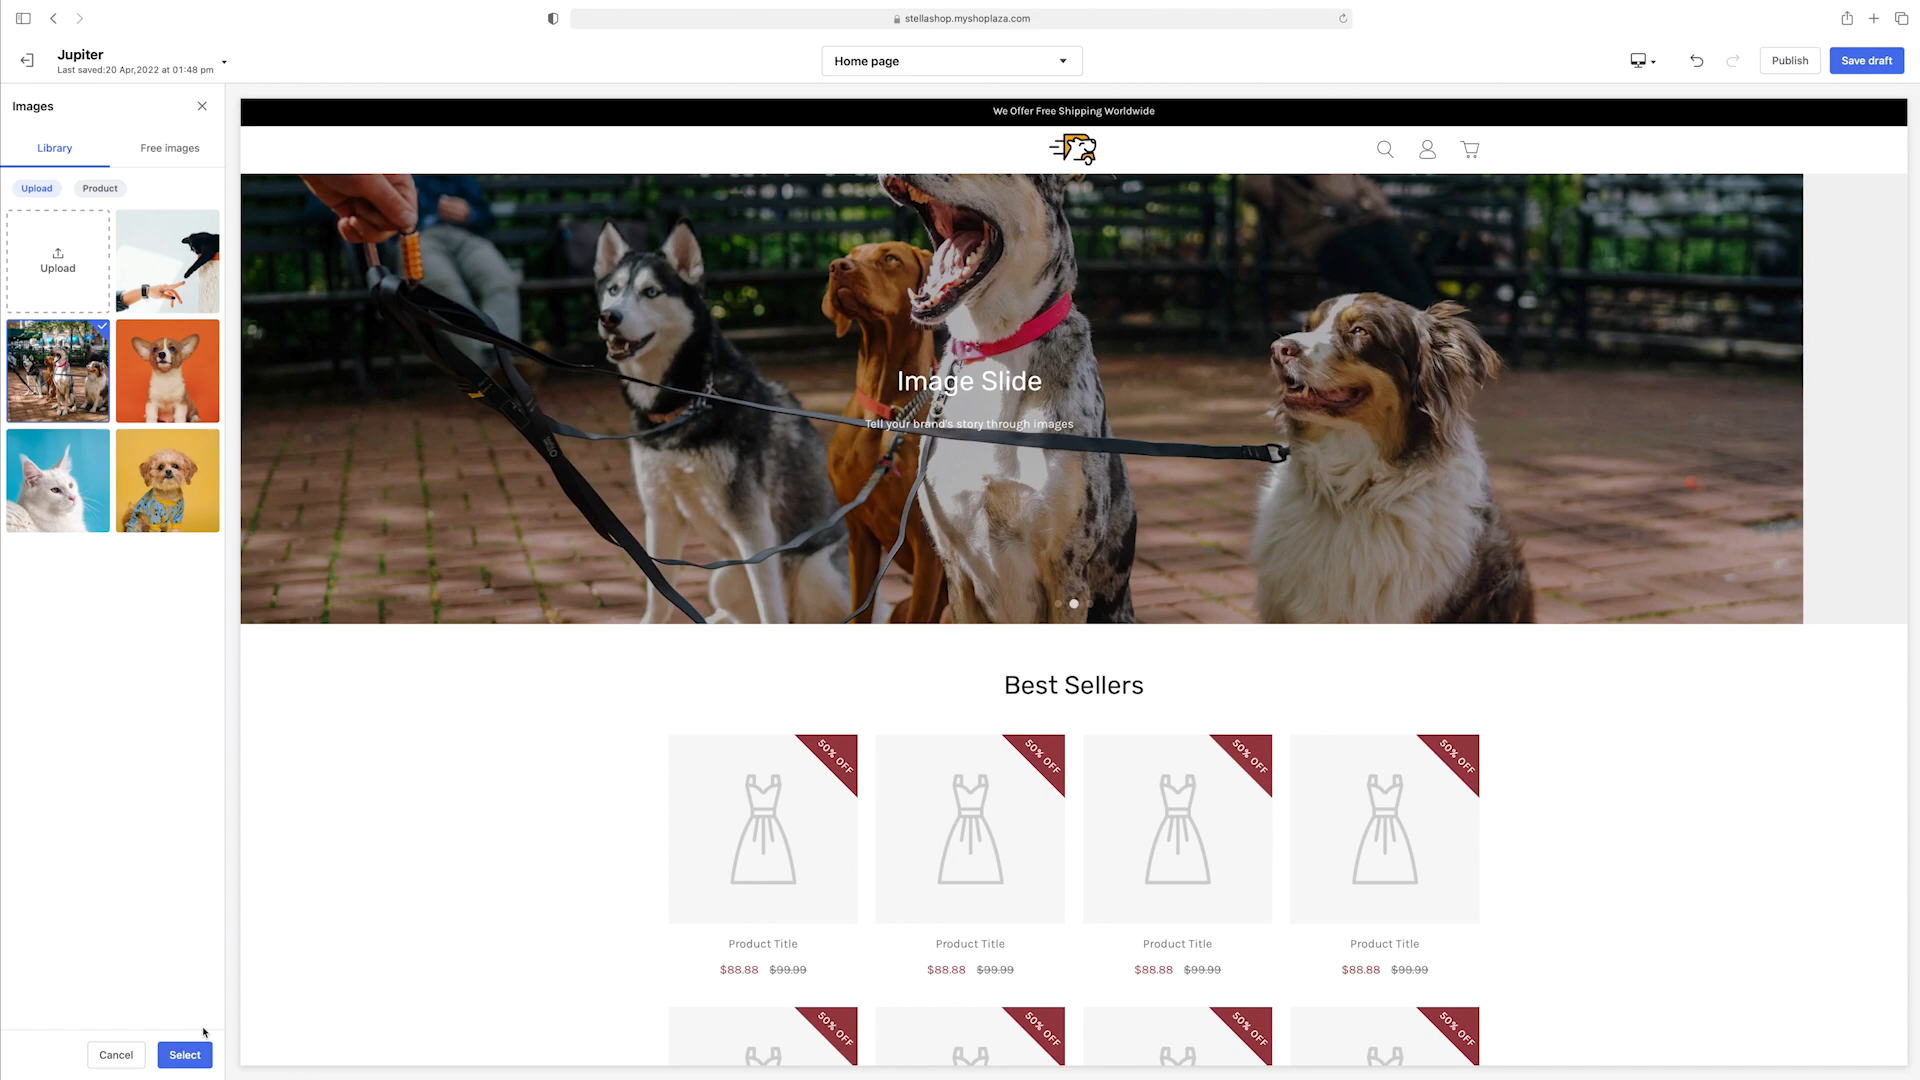 stellashop.myshoplaza.com
Jupiter
Last saved:20 Apr,2022 at 01:48 pm
Home page
Publish
Save draft
Images
Library
Free images
Upload
Product
Upload
Cancel
Select
We Offer Free Shipping Worldwide
Image Slide
Tell your brand's story through images
Best Sellers
50% OFF
50% OFF
50% OFF
50% OFF
Product Title
Product Title
Product Title
Product Title
$88.88 $99.99
$88.88 $99.99
$88.88 $99.99
$88.88 $99.99
50% OFF
50% OFF
50% OFF
50% OFF